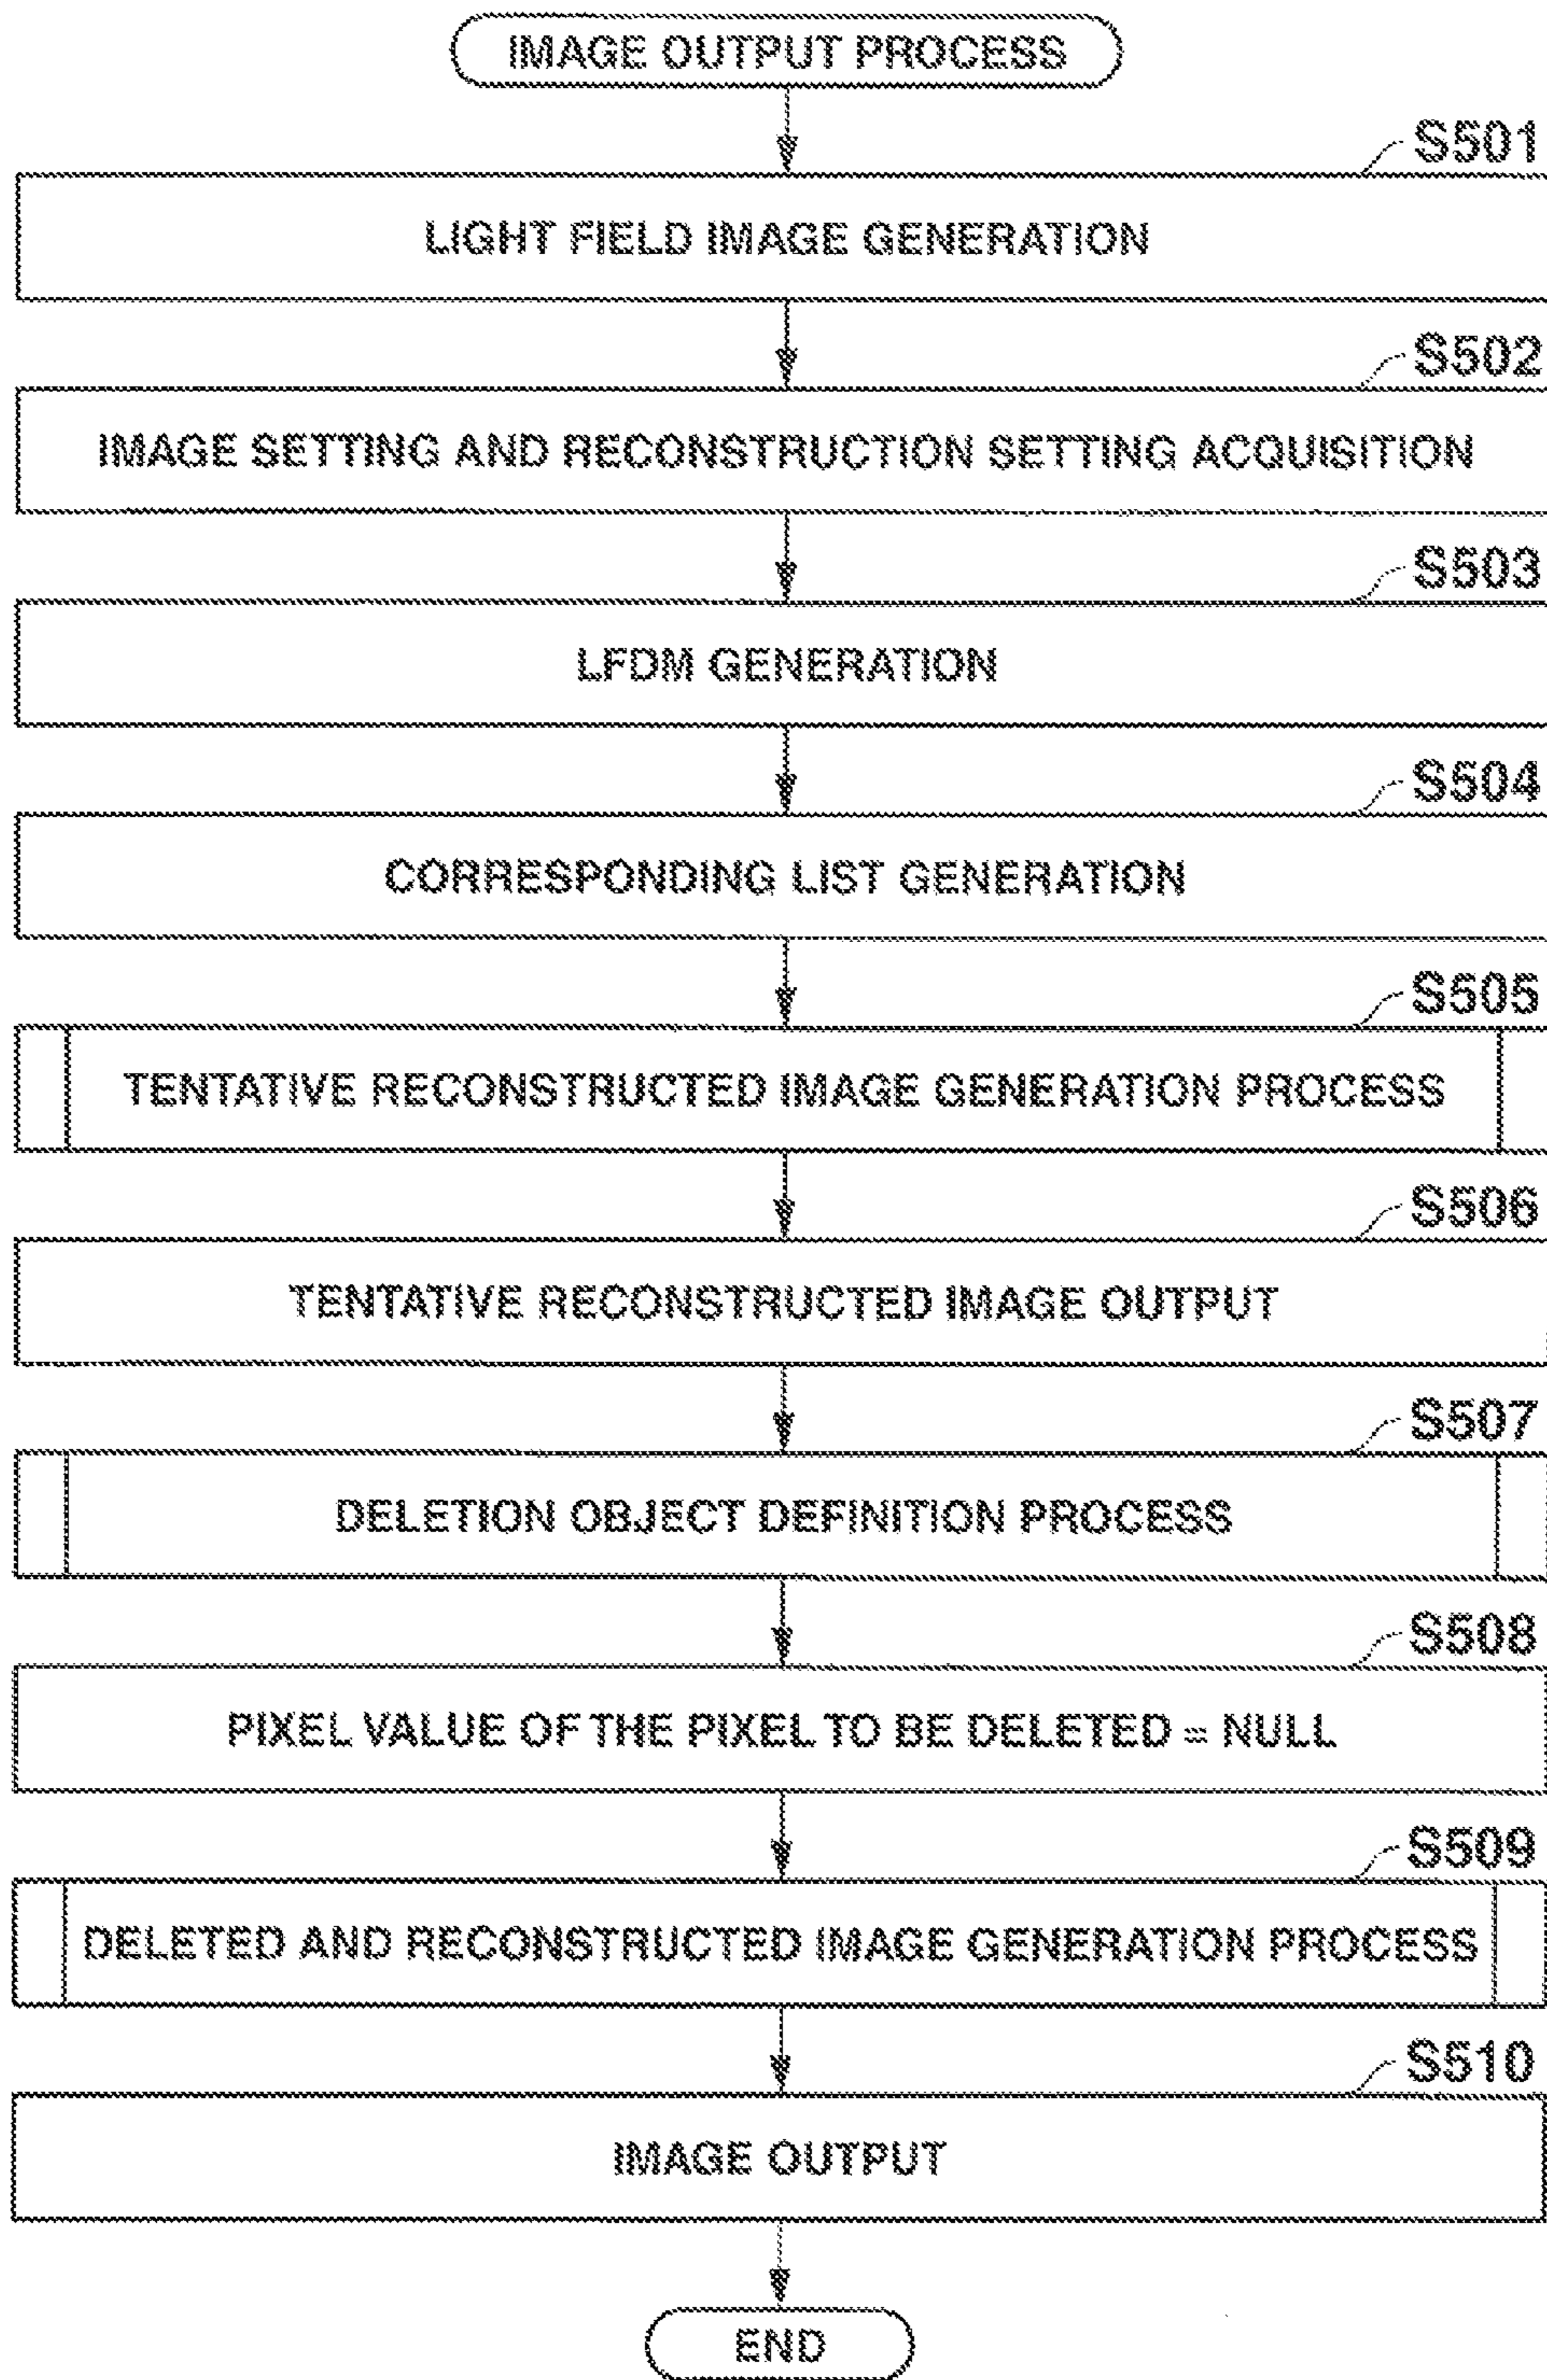 IMAGE OUTPUT PROCESS
S501
LIGHT FIELD IMAGE GENERATION
S502
IMAGE SETTING AND RECONSTRUCTION SETTING ACQUISITION
S503
LFDM GENERATION
S504
CORRESPONDING LIST GENERATION
S505
TENTATIVE RECONSTRUCTED IMAGE GENERATION PROCESS
S506
TENTATIVE RECONSTRUCTED IMAGE OUTPUT
S507
DELETION OBJECT DEFINITION PROCESS
S508
PIXEL VALUE OF THE PIXEL TO BE DELETED = NULL
S509
DELETED AND RECONSTRUCTED IMAGE GENERATION PROCESS
S510
IMAGE OUTPUT
END